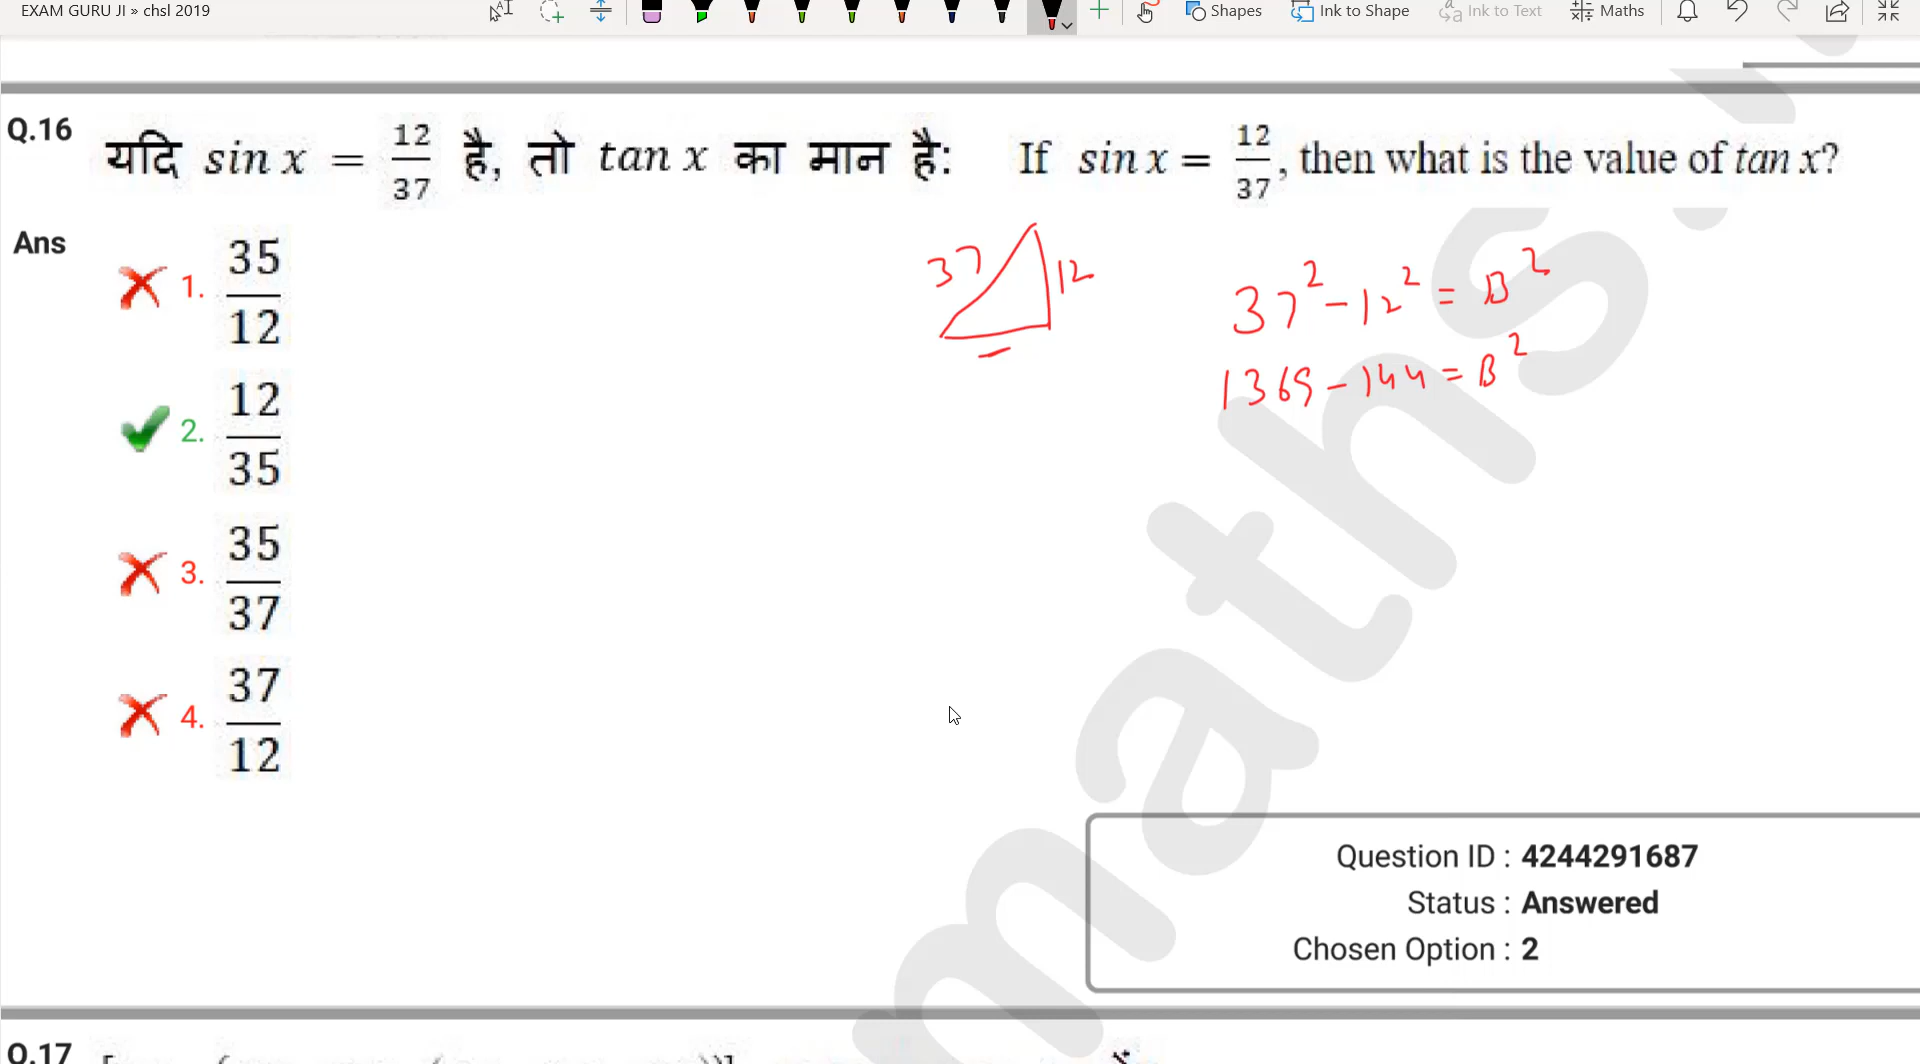 EXAM GURU JI » chsl 2019
Shapes Ink to Shape Ink to Text Maths
Q.16 यदि sin x = 12/37 है, तो tan x का मान है: If sin x = 12/37, then what is the value of tan x?
Ans
1. 35/12
2. 12/35
3. 35/37
4. 37/12
37 12
37² - 12² = B²
1369 - 144 = B²
maths
Question ID : 4244291687
Status : Answered
Chosen Option : 2
Q.17